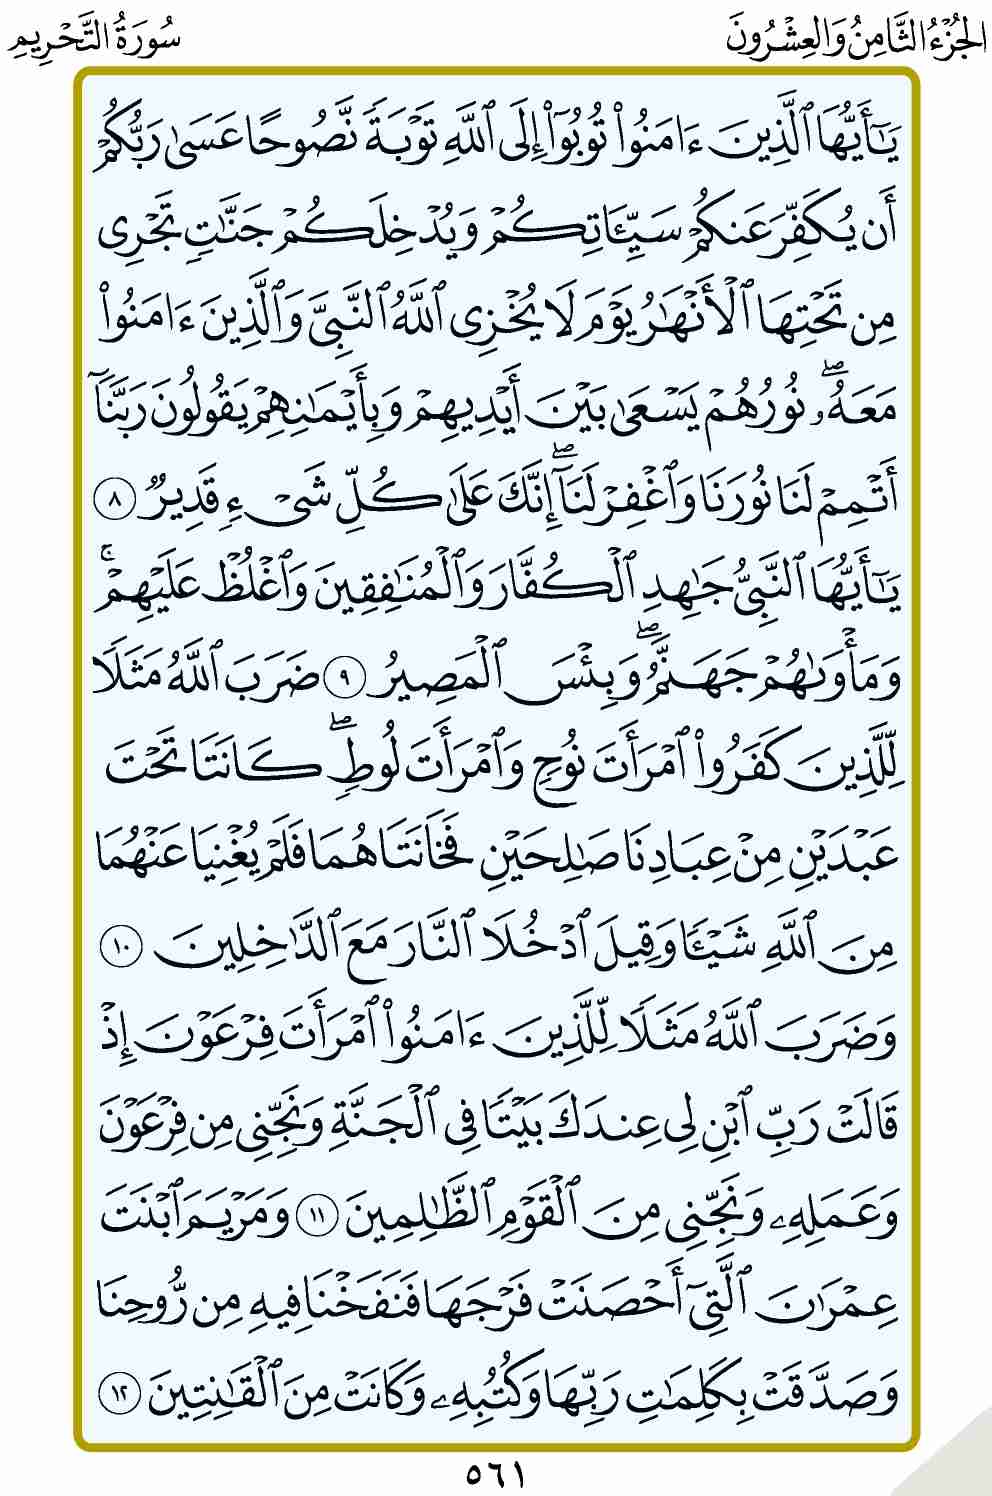 الجُزْءُ الثَّامِنُ وَالعِشْرُونَ
سُورَةُ التَّحْرِيمِ
يَـٰٓأَيُّهَا ٱلَّذِينَ ءَامَنُوا۟ تُوبُوٓا۟ إِلَى ٱللَّهِ تَوْبَةً نَّصُوحًا عَسَىٰ رَبُّكُمْ
أَن يُكَفِّرَ عَنكُمْ سَيِّـَٔاتِكُمْ وَيُدْخِلَكُمْ جَنَّـٰتٍ تَجْرِى
مِن تَحْتِهَا ٱلْأَنْهَـٰرُ يَوْمَ لَا يُخْزِى ٱللَّهُ ٱلنَّبِىَّ وَٱلَّذِينَ ءَامَنُوا۟
مَعَهُۥ ۖ نُورُهُمْ يَسْعَىٰ بَيْنَ أَيْدِيهِمْ وَبِأَيْمَـٰنِهِمْ يَقُولُونَ رَبَّنَآ
أَتْمِمْ لَنَا نُورَنَا وَٱغْفِرْ لَنَآ ۖ إِنَّكَ عَلَىٰ كُلِّ شَىْءٍ قَدِيرٌ ٨
يَـٰٓأَيُّهَا ٱلنَّبِىُّ جَـٰهِدِ ٱلْكُفَّارَ وَٱلْمُنَـٰفِقِينَ وَٱغْلُظْ عَلَيْهِمْ ۚ
وَمَأْوَىٰهُمْ جَهَنَّمُ ۖ وَبِئْسَ ٱلْمَصِيرُ ٩ ضَرَبَ ٱللَّهُ مَثَلًا
لِّلَّذِينَ كَفَرُوا۟ ٱمْرَأَتَ نُوحٍ وَٱمْرَأَتَ لُوطٍ ۖ كَانَتَا تَحْتَ
عَبْدَيْنِ مِنْ عِبَادِنَا صَـٰلِحَيْنِ فَخَانَتَاهُمَا فَلَمْ يُغْنِيَا عَنْهُمَا
مِنَ ٱللَّهِ شَيْـًٔا وَقِيلَ ٱدْخُلَا ٱلنَّارَ مَعَ ٱلدَّٰخِلِينَ ١٠
وَضَرَبَ ٱللَّهُ مَثَلًا لِّلَّذِينَ ءَامَنُوا۟ ٱمْرَأَتَ فِرْعَوْنَ إِذْ
قَالَتْ رَبِّ ٱبْنِ لِى عِندَكَ بَيْتًا فِى ٱلْجَنَّةِ وَنَجِّنِى مِن فِرْعَوْنَ
وَعَمَلِهِۦ وَنَجِّنِى مِنَ ٱلْقَوْمِ ٱلظَّـٰلِمِينَ ١١ وَمَرْيَمَ ٱبْنَتَ
عِمْرَٰنَ ٱلَّتِىٓ أَحْصَنَتْ فَرْجَهَا فَنَفَخْنَا فِيهِ مِن رُّوحِنَا
وَصَدَّقَتْ بِكَلِمَـٰتِ رَبِّهَا وَكُتُبِهِۦ وَكَانَتْ مِنَ ٱلْقَـٰنِتِينَ ١٢
٥٦١